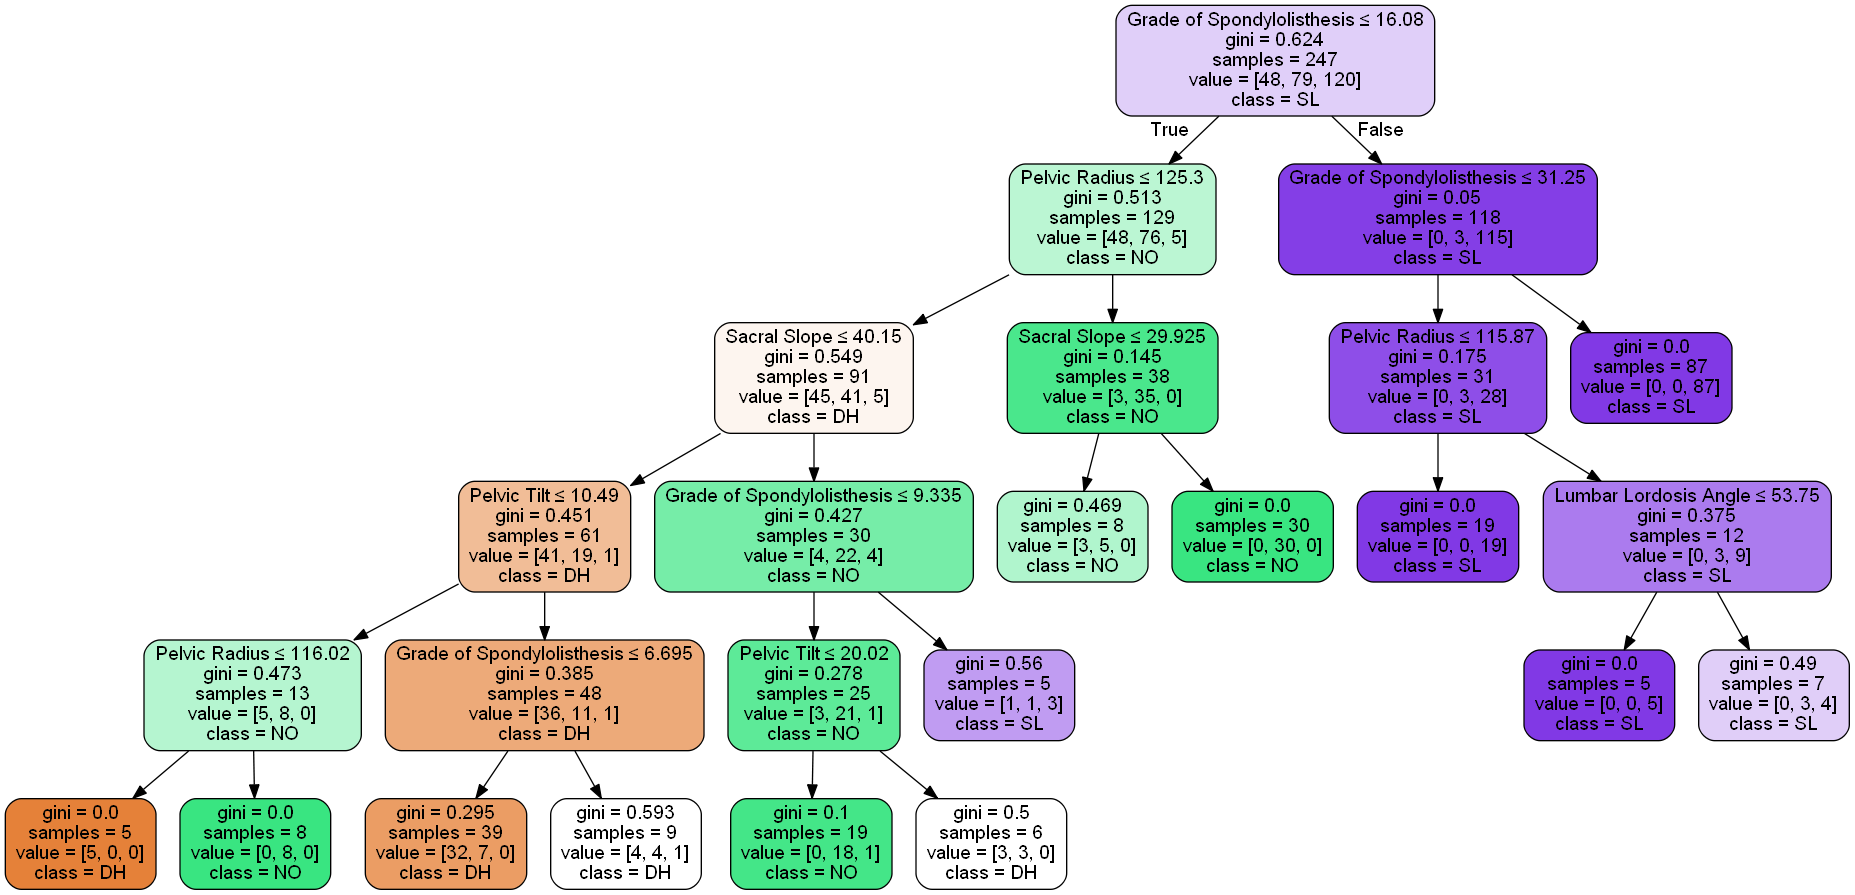 Grade of Spondylolisthesis ≤ 16.08
gini = 0.624
samples = 247
value = [48, 79, 120]
class = SL
True
False
Pelvic Radius ≤ 125.3
gini = 0.513
samples = 129
value = [48, 76, 5]
class = NO
Grade of Spondylolisthesis ≤ 31.25
gini = 0.05
samples = 118
value = [0, 3, 115]
class = SL
Sacral Slope ≤ 40.15
gini = 0.549
samples = 91
value = [45, 41, 5]
class = DH
Sacral Slope ≤ 29.925
gini = 0.145
samples = 38
value = [3, 35, 0]
class = NO
Pelvic Radius ≤ 115.87
gini = 0.175
samples = 31
value = [0, 3, 28]
class = SL
gini = 0.0
samples = 87
value = [0, 0, 87]
class = SL
Pelvic Tilt ≤ 10.49
gini = 0.451
samples = 61
value = [41, 19, 1]
class = DH
Grade of Spondylolisthesis ≤ 9.335
gini = 0.427
samples = 30
value = [4, 22, 4]
class = NO
gini = 0.469
samples = 8
value = [3, 5, 0]
class = NO
gini = 0.0
samples = 30
value = [0, 30, 0]
class = NO
gini = 0.0
samples = 19
value = [0, 0, 19]
class = SL
Lumbar Lordosis Angle ≤ 53.75
gini = 0.375
samples = 12
value = [0, 3, 9]
class = SL
Pelvic Radius ≤ 116.02
gini = 0.473
samples = 13
value = [5, 8, 0]
class = NO
Grade of Spondylolisthesis ≤ 6.695
gini = 0.385
samples = 48
value = [36, 11, 1]
class = DH
Pelvic Tilt ≤ 20.02
gini = 0.278
samples = 25
value = [3, 21, 1]
class = NO
gini = 0.56
samples = 5
value = [1, 1, 3]
class = SL
gini = 0.0
samples = 5
value = [0, 0, 5]
class = SL
gini = 0.49
samples = 7
value = [0, 3, 4]
class = SL
gini = 0.0
samples = 5
value = [5, 0, 0]
class = DH
gini = 0.0
samples = 8
value = [0, 8, 0]
class = NO
gini = 0.295
samples = 39
value = [32, 7, 0]
class = DH
gini = 0.593
samples = 9
value = [4, 4, 1]
class = DH
gini = 0.1
samples = 19
value = [0, 18, 1]
class = NO
gini = 0.5
samples = 6
value = [3, 3, 0]
class = DH